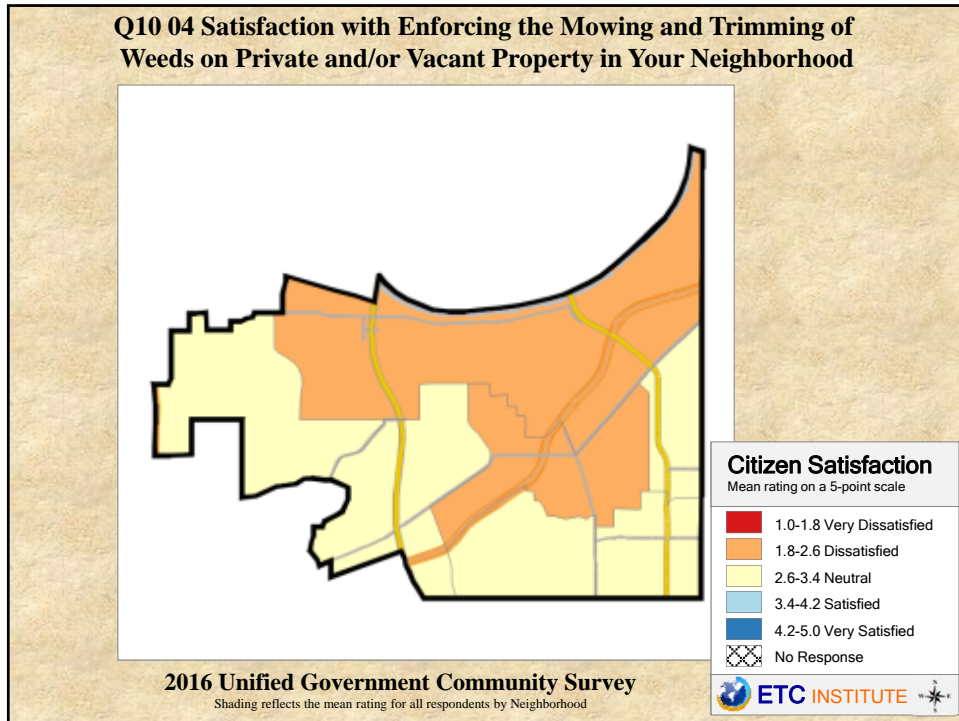 Q10 04 Satisfaction with Enforcing the Mowing and Trimming of
Weeds on Private and/or Vacant Property in Your Neighborhood
Citizen Satisfaction
Mean rating on a 5-point scale
1.0-1.8 Very Dissatisfied
1.8-2.6 Dissatisfied
2.6-3.4 Neutral
3.4-4.2 Satisfied
4.2-5.0 Very Satisfied
No Response
ETC INSTITUTE
2016 Unified Government Community Survey
Shading reflects the mean rating for all respondents by Neighborhood